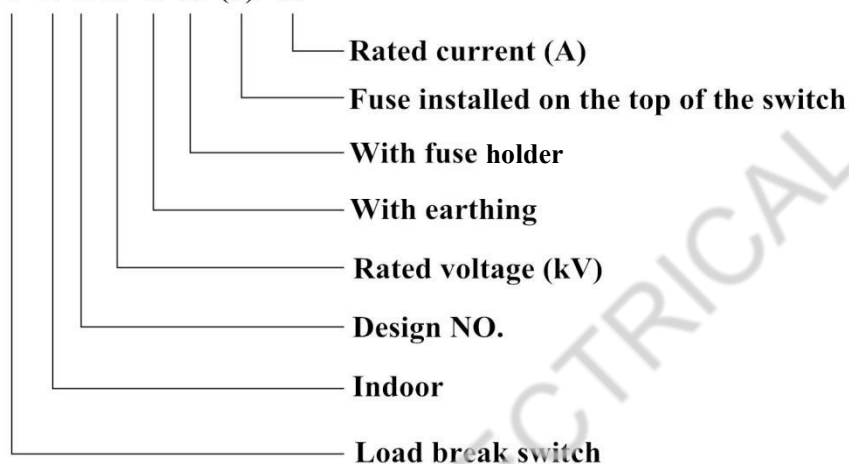 Rated current (A)
Fuse installed on the top of the switch
With fuse holder
With earthing
Rated voltage (kV)
Design NO.
Indoor
Load break switch
ECTRICAL